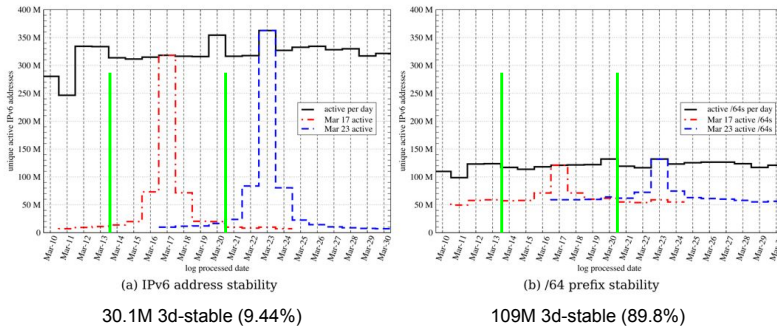 400 M
350 M
300 M
250 M
200 M
150 M
100 M
50 M
0 M
unique active IPv6 addresses
active per day
Mar 17 active
Mar 23 active
Mar-10
Mar-11
Mar-12
Mar-13
Mar-14
Mar-15
Mar-16
Mar-17
Mar-18
Mar-19
Mar-20
Mar-21
Mar-22
Mar-23
Mar-24
Mar-25
Mar-26
Mar-27
Mar-28
Mar-29
Mar-30
log processed date
(a) IPv6 address stability
30.1M 3d-stable (9.44%)
400 M
350 M
300 M
250 M
200 M
150 M
100 M
50 M
0 M
unique active IPv6 addresses
active /64s per day
Mar 17 active /64s
Mar 23 active /64s
Mar-10
Mar-11
Mar-12
Mar-13
Mar-14
Mar-15
Mar-16
Mar-17
Mar-18
Mar-19
Mar-20
Mar-21
Mar-22
Mar-23
Mar-24
Mar-25
Mar-26
Mar-27
Mar-28
Mar-29
log processed date
(b) /64 prefix stability
109M 3d-stable (89.8%)